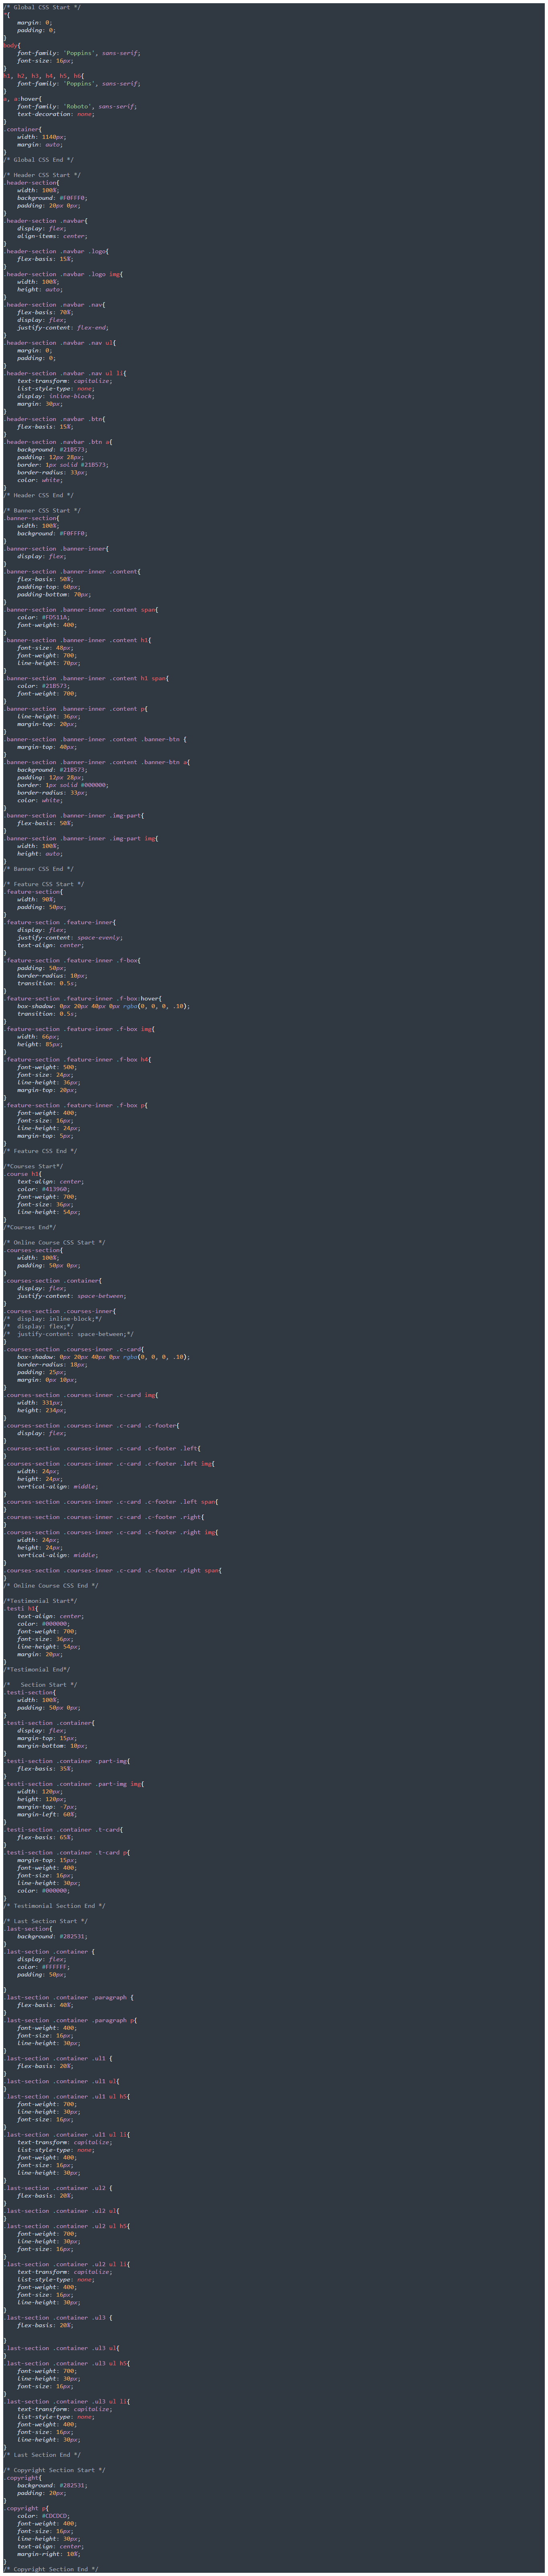 /* Global CSS Start */
*{
    margin: 0;
    padding: 0;
}
body{
    font-family: 'Poppins', sans-serif;
    font-size: 16px;
}
h1, h2, h3, h4, h5, h6{
    font-family: 'Poppins', sans-serif;
}
a, a:hover{
    font-family: 'Roboto', sans-serif;
    text-decoration: none;
}
.container{
    width: 1140px;
    margin: auto;
}
/* Global CSS End */

/* Header CSS Start */
.header-section{
    width: 100%;
    background: #F0FFF0;
    padding: 20px 0px;
}
.header-section .navbar{
    display: flex;
    align-items: center;
}
.header-section .navbar .logo{
    flex-basis: 15%;
}
.header-section .navbar .logo img{
    width: 100%;
    height: auto;
}
.header-section .navbar .nav{
    flex-basis: 70%;
    display: flex;
    justify-content: flex-end;
}
.header-section .navbar .nav ul{
    margin: 0;
    padding: 0;
}
.header-section .navbar .nav ul li{
    text-transform: capitalize;
    list-style-type: none;
    display: inline-block;
    margin: 30px;
}
.header-section .navbar .btn{
    flex-basis: 15%;
}
.header-section .navbar .btn a{
    background: #21B573;
    padding: 12px 28px;
    border: 1px solid #21B573;
    border-radius: 33px;
    color: white;
}
/* Header CSS End */

/* Banner CSS Start */
.banner-section{
    width: 100%;
    background: #F0FFF0;
}
.banner-section .banner-inner{
    display: flex;
}
.banner-section .banner-inner .content{
    flex-basis: 50%;
    padding-top: 60px;
    padding-bottom: 70px;
}
.banner-section .banner-inner .content span{
    color: #FD511A;
    font-weight: 400;
}
.banner-section .banner-inner .content h1{
    font-size: 48px;
    font-weight: 700;
    line-height: 70px;
}
.banner-section .banner-inner .content h1 span{
    color: #21B573;
    font-weight: 700;
}
.banner-section .banner-inner .content p{
    line-height: 36px;
    margin-top: 20px;
}
.banner-section .banner-inner .content .banner-btn {
    margin-top: 40px;
}
.banner-section .banner-inner .content .banner-btn a{
    background: #21B573;
    padding: 12px 28px;
    border: 1px solid #000000;
    border-radius: 33px;
    color: white;
}
.banner-section .banner-inner .img-part{
    flex-basis: 50%;
}
.banner-section .banner-inner .img-part img{
    width: 100%;
    height: auto;
}
/* Banner CSS End */

/* Feature CSS Start */
.feature-section{
    width: 90%;
    padding: 50px;
}
.feature-section .feature-inner{
    display: flex;
    justify-content: space-evenly;
    text-align: center;
}
.feature-section .feature-inner .f-box{
    padding: 50px;
    border-radius: 10px;
    transition: 0.5s;
}
.feature-section .feature-inner .f-box:hover{
    box-shadow: 0px 20px 40px 0px rgba(0, 0, 0, .10);
    transition: 0.5s;
}
.feature-section .feature-inner .f-box img{
    width: 66px;
    height: 85px;
}
.feature-section .feature-inner .f-box h4{
    font-weight: 500;
    font-size: 24px;
    line-height: 36px;
    margin-top: 20px;
}
.feature-section .feature-inner .f-box p{
    font-weight: 400;
    font-size: 16px;
    line-height: 24px;
    margin-top: 5px;
}
/* Feature CSS End */

/*Courses Start*/
.course h1{
    text-align: center;
    color: #413960;
    font-weight: 700;
    font-size: 36px;
    line-height: 54px;
}
/*Courses End*/

/* Online Course CSS Start */
.courses-section{
    width: 100%;
    padding: 50px 0px;
}
.courses-section .container{
    display: flex;
    justify-content: space-between;
}
.courses-section .courses-inner{
/*  display: inline-block;*/
/*  display: flex;*/
/*  justify-content: space-between;*/
}
.courses-section .courses-inner .c-card{
    box-shadow: 0px 20px 40px 0px rgba(0, 0, 0, .10);
    border-radius: 18px;
    padding: 25px;
    margin: 0px 10px;
}
.courses-section .courses-inner .c-card img{
    width: 331px;
    height: 234px;
}
.courses-section .courses-inner .c-card .c-footer{
    display: flex;
}
.courses-section .courses-inner .c-card .c-footer .left{
}
.courses-section .courses-inner .c-card .c-footer .left img{
    width: 24px;
    height: 24px;
    vertical-align: middle;
}
.courses-section .courses-inner .c-card .c-footer .left span{
}
.courses-section .courses-inner .c-card .c-footer .right{
}
.courses-section .courses-inner .c-card .c-footer .right img{
    width: 24px;
    height: 24px;
    vertical-align: middle;
}
.courses-section .courses-inner .c-card .c-footer .right span{
}
/* Online Course CSS End */

/*Testimonial Start*/
.testi h1{
    text-align: center;
    color: #000000;
    font-weight: 700;
    font-size: 36px;
    line-height: 54px;
    margin: 20px;
}
/*Testimonial End*/

/*   Section Start */
.testi-section{
    width: 100%;
    padding: 50px 0px;
}
.testi-section .container{
    display: flex;
    margin-top: 15px;
    margin-bottom: 10px;
}
.testi-section .container .part-img{
    flex-basis: 35%;
}
.testi-section .container .part-img img{
    width: 120px;
    height: 120px;
    margin-top: -7px;
    margin-left: 60%;
}
.testi-section .container .t-card{
    flex-basis: 65%;
}
.testi-section .container .t-card p{
    margin-top: 15px;
    font-weight: 400;
    font-size: 16px;
    line-height: 30px;
    color: #000000;
}
/* Testimonial Section End */

/* Last Section Start */
.last-section{
    background: #282531;
}
.last-section .container {
    display: flex;
    color: #FFFFFF;
    padding: 50px;

}
.last-section .container .paragraph {
    flex-basis: 40%;
}
.last-section .container .paragraph p{
    font-weight: 400;
    font-size: 16px;
    line-height: 30px;
}
.last-section .container .ul1 {
    flex-basis: 20%;
}
.last-section .container .ul1 ul{
}
.last-section .container .ul1 ul h5{
    font-weight: 700;
    line-height: 30px;
    font-size: 16px;
}
.last-section .container .ul1 ul li{
    text-transform: capitalize;
    list-style-type: none;
    font-weight: 400;
    font-size: 16px;
    line-height: 30px;
}
.last-section .container .ul2 {
    flex-basis: 20%;
}
.last-section .container .ul2 ul{
}
.last-section .container .ul2 ul h5{
    font-weight: 700;
    line-height: 30px;
    font-size: 16px;
}
.last-section .container .ul2 ul li{
    text-transform: capitalize;
    list-style-type: none;
    font-weight: 400;
    font-size: 16px;
    line-height: 30px;
}
.last-section .container .ul3 {
    flex-basis: 20%;

}
.last-section .container .ul3 ul{
}
.last-section .container .ul3 ul h5{
    font-weight: 700;
    line-height: 30px;
    font-size: 16px;
}
.last-section .container .ul3 ul li{
    text-transform: capitalize;
    list-style-type: none;
    font-weight: 400;
    font-size: 16px;
    line-height: 30px;
}
/* Last Section End */

/* Copyright Section Start */
.copyright{
    background: #282531;
    padding: 20px;
}
.copyright p{
    color: #CDCDCD;
    font-weight: 400;
    font-size: 16px;
    line-height: 30px;
    text-align: center;
    margin-right: 10%;
}
/* Copyright Section End */